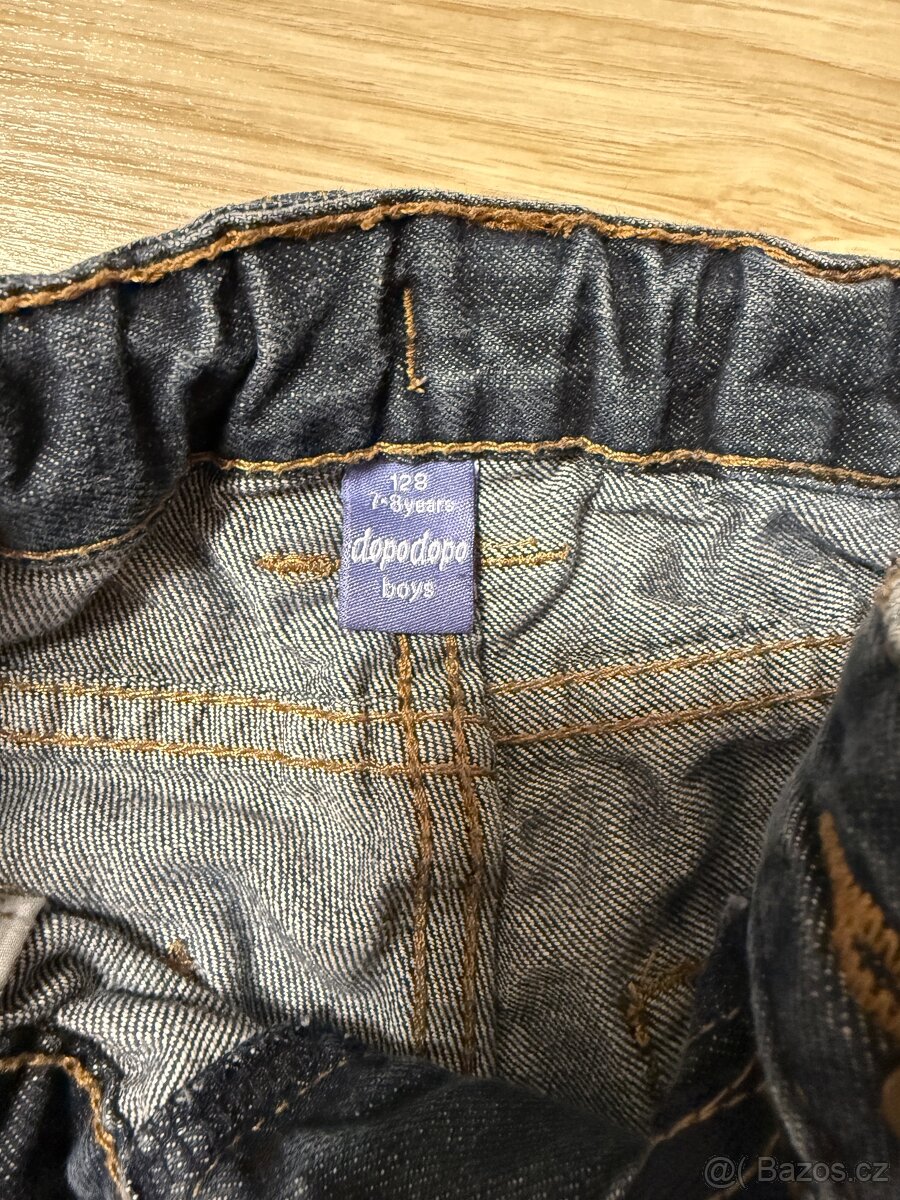 128
7-8years
dopodopo
boys
@( Bazos.cz